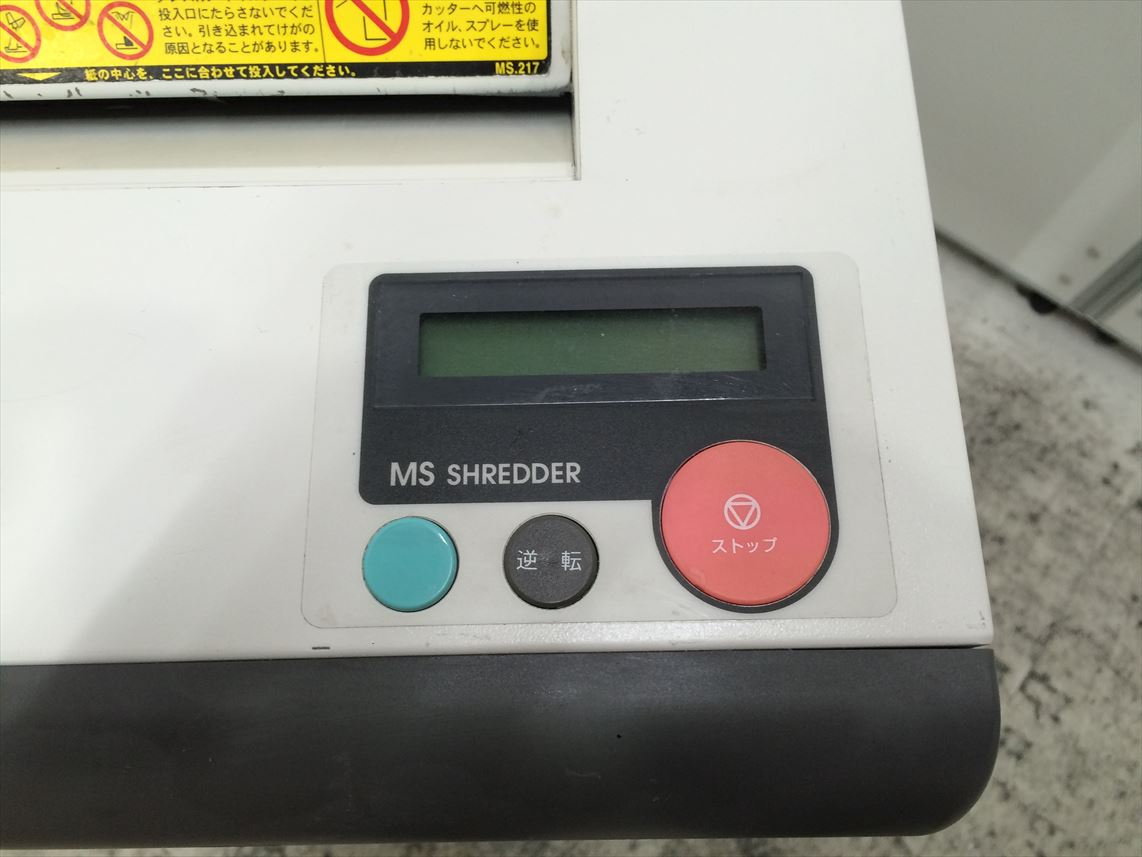 投入口にたらさないでくだ
さい。引き込まれてけがの
原因となることがあります。
カッターへ可燃性の
オイル、スプレーを使
用しないでください。
紙の中心を、ここに合わせて投入してください。
MS.217
MS SHREDDER
逆 転
ストップ